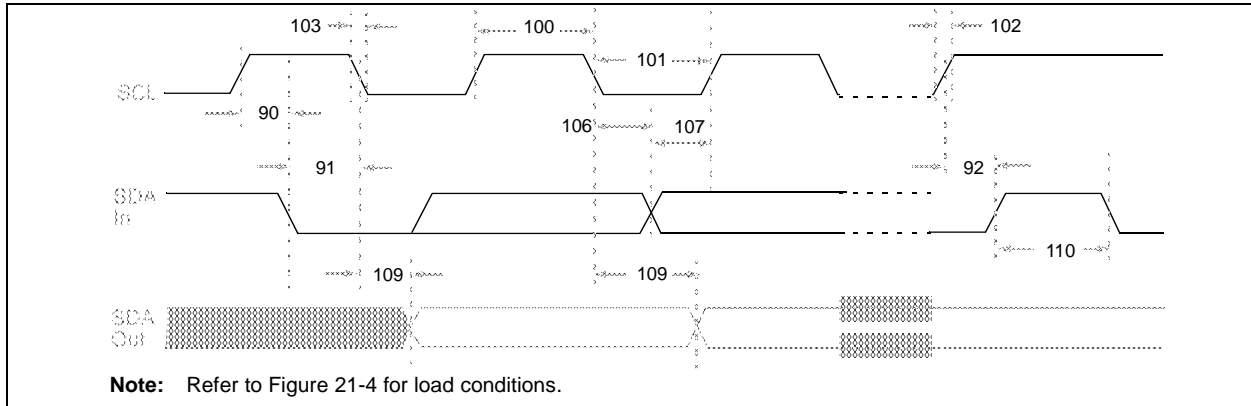 103
100
101
102
SCL
90
106
107
91
92
SDA
In
109
109
110
SDA
Out
Note: Refer to Figure 21-4 for load conditions.